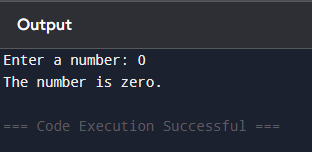 Output
Enter a number: 0
The number is zero.
=== Code Execution Successful ===